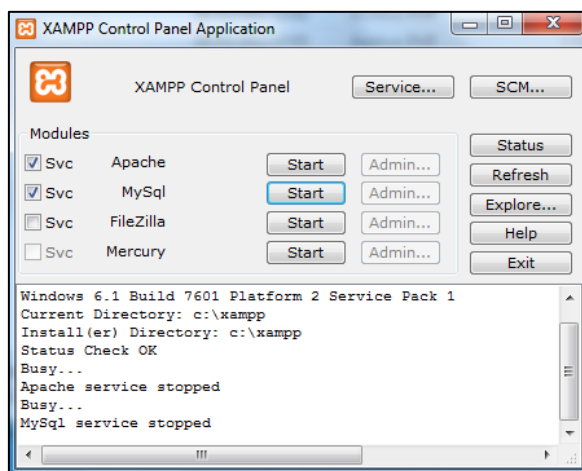 XAMPP Control Panel Application
XAMPP Control Panel Service... SCM...
Modules
Svc Apache Start Admin...
Svc MySql Start Admin...
Svc FileZilla Start Admin...
Svc Mercury Start Admin...
Status
Refresh
Explore...
Help
Exit
Windows 6.1 Build 7601 Platform 2 Service Pack 1
Current Directory: c:\xampp
Install(er) Directory: c:\xampp
Status Check OK
Busy...
Apache service stopped
Busy...
MySql service stopped